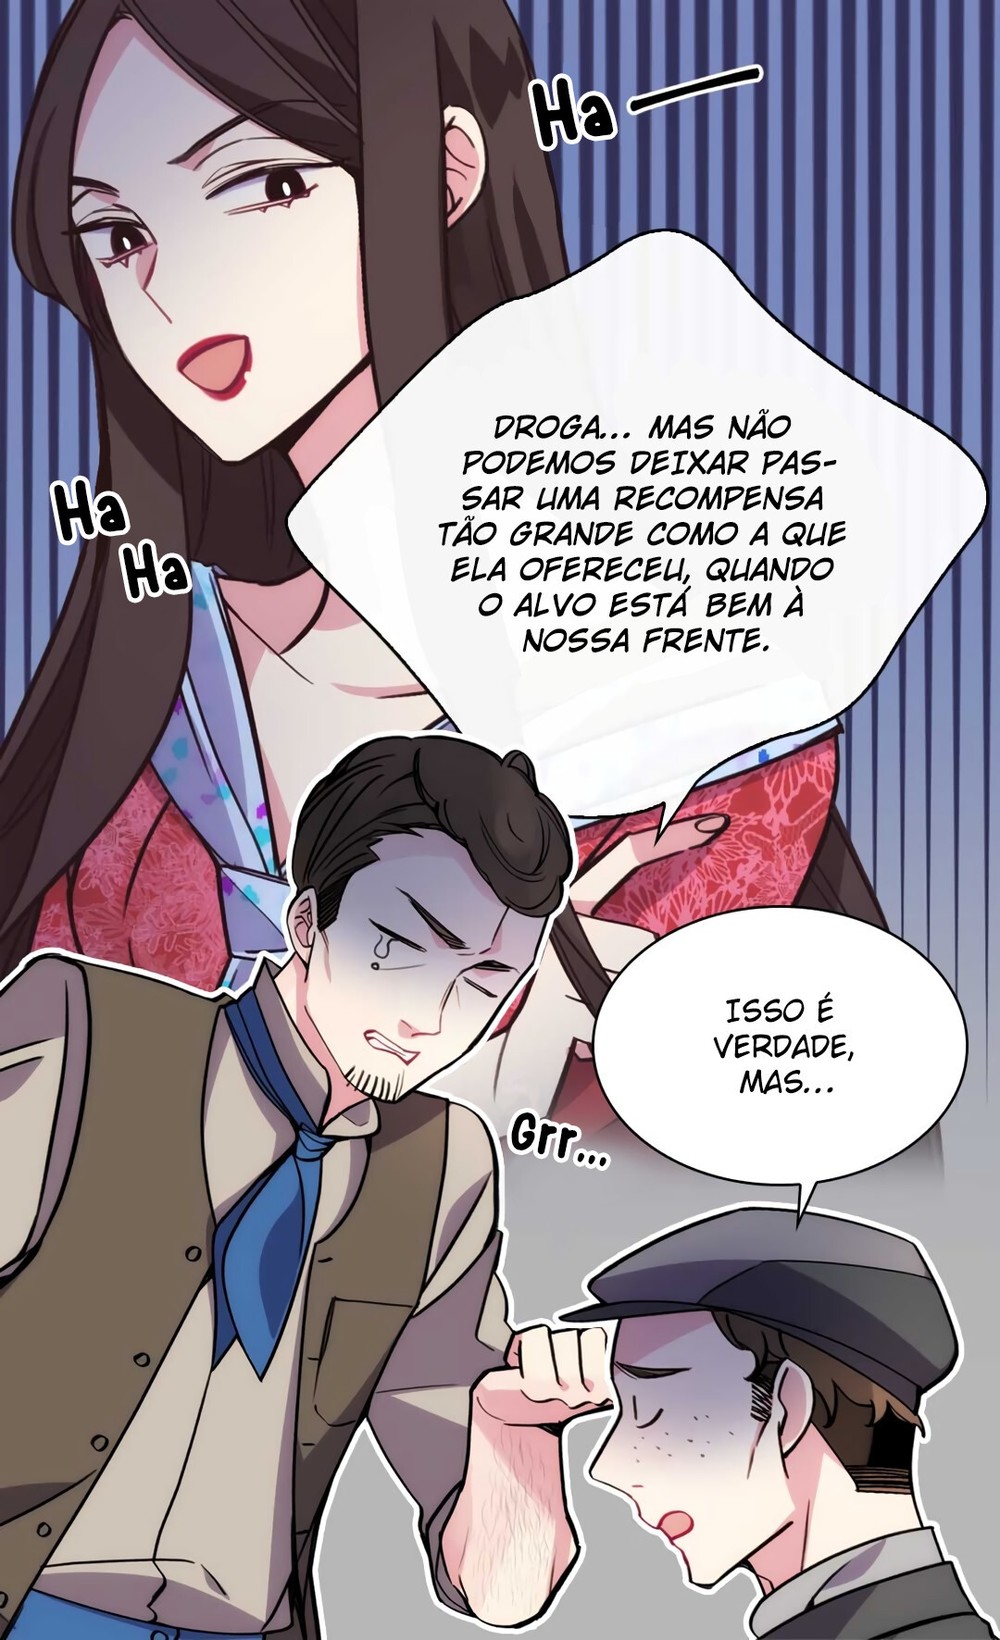 Ha —
DROGA... MAS NÃO
PODEMOS DEIXAR PAS-
SAR UMA RECOMPENSA
TÃO GRANDE COMO A QUE
ELA OFERECEU, QUANDO
O ALVO ESTÁ BEM À
NOSSA FRENTE.
Ha
Ha
ISSO É
VERDADE,
MAS...
Grr...